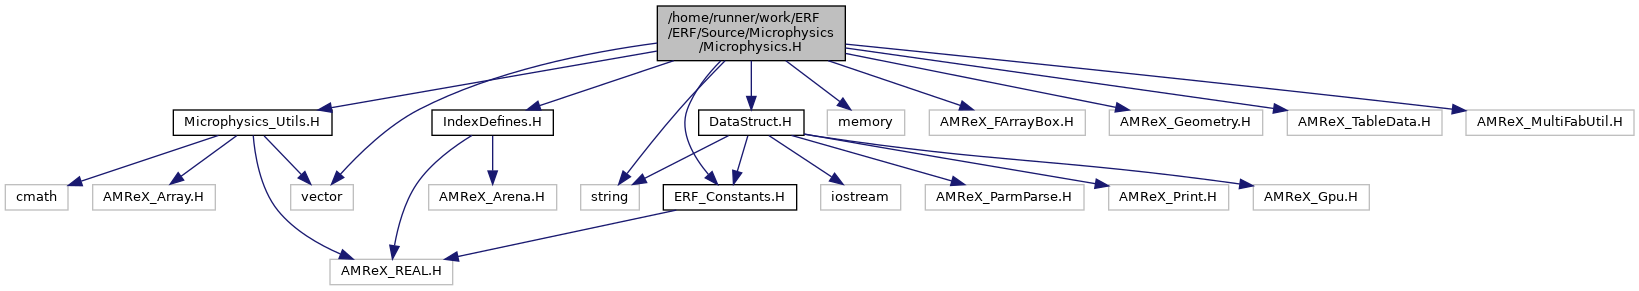 /home/runner/work/ERF
/ERF/Source/Microphysics
/Microphysics.H
Microphysics_Utils.H
IndexDefines.H
DataStruct.H
memory
AMReX_FArrayBox.H
AMReX_Geometry.H
AMReX_TableData.H
AMReX_MultiFabUtil.H
cmath
AMReX_Array.H
vector
AMReX_Arena.H
string
ERF_Constants.H
iostream
AMReX_ParmParse.H
AMReX_Print.H
AMReX_Gpu.H
AMReX_REAL.H